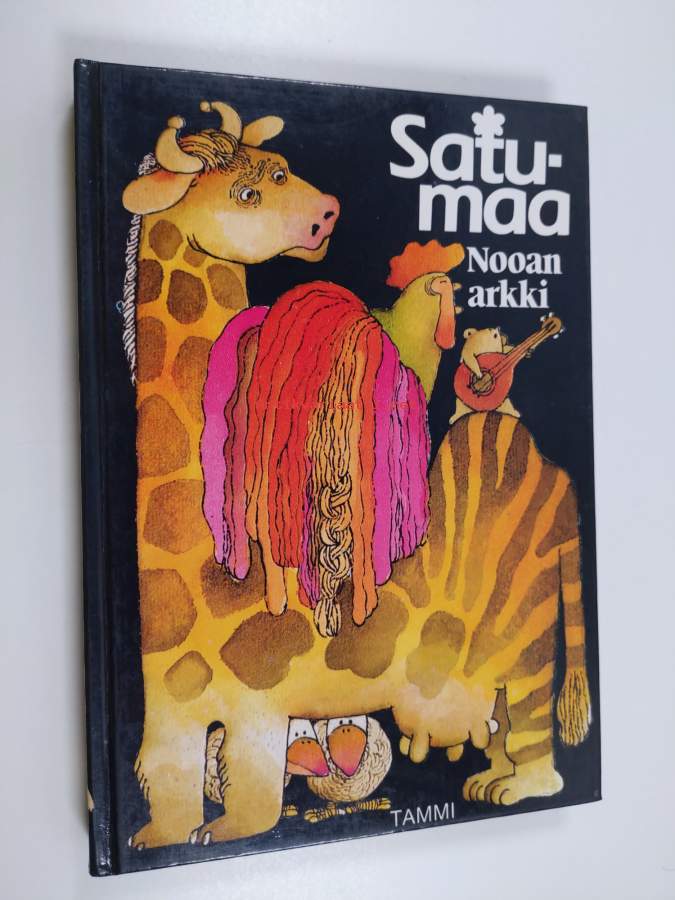 Satu-
maa
Nooan
arkki
TAMMI